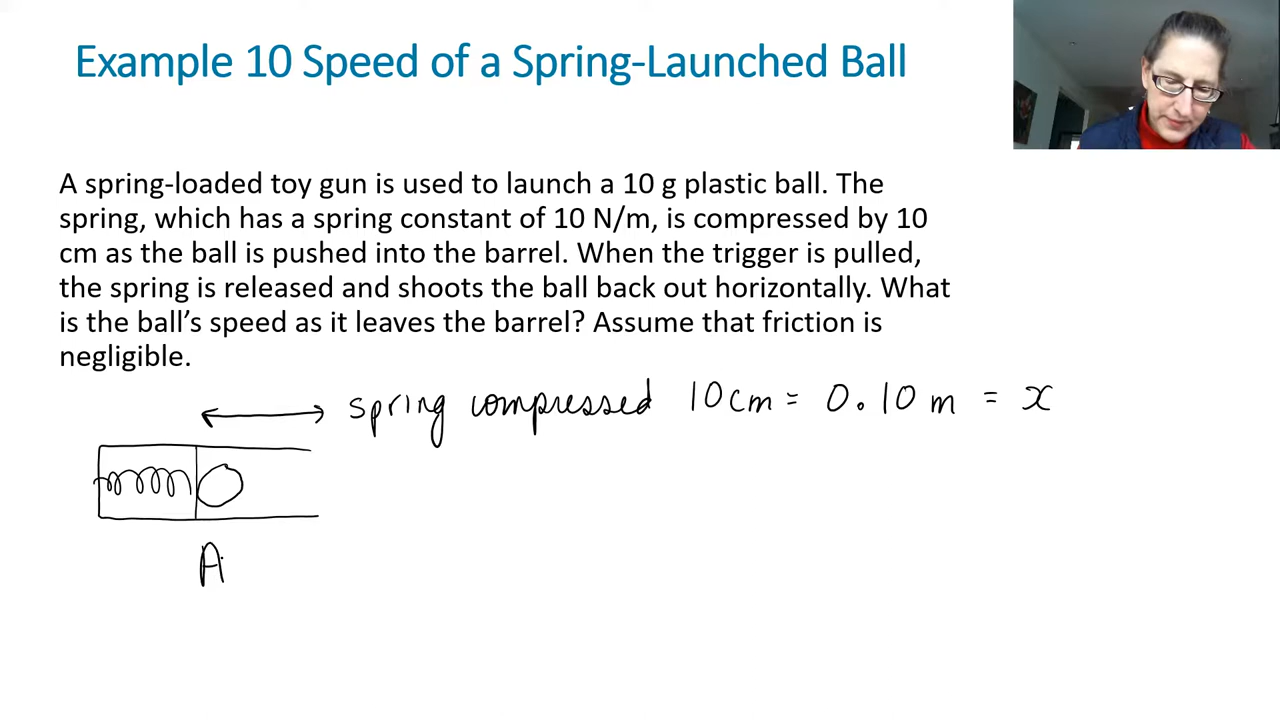 Example 10 Speed of a Spring-Launched Ball
A spring-loaded toy gun is used to launch a 10 g plastic ball. The
spring, which has a spring constant of 10 N/m, is compressed by 10
cm as the ball is pushed into the barrel. When the trigger is pulled,
the spring is released and shoots the ball back out horizontally. What
is the ball’s speed as it leaves the barrel? Assume that friction is
negligible.
spring compressed 10cm = 0.10 m = x
A